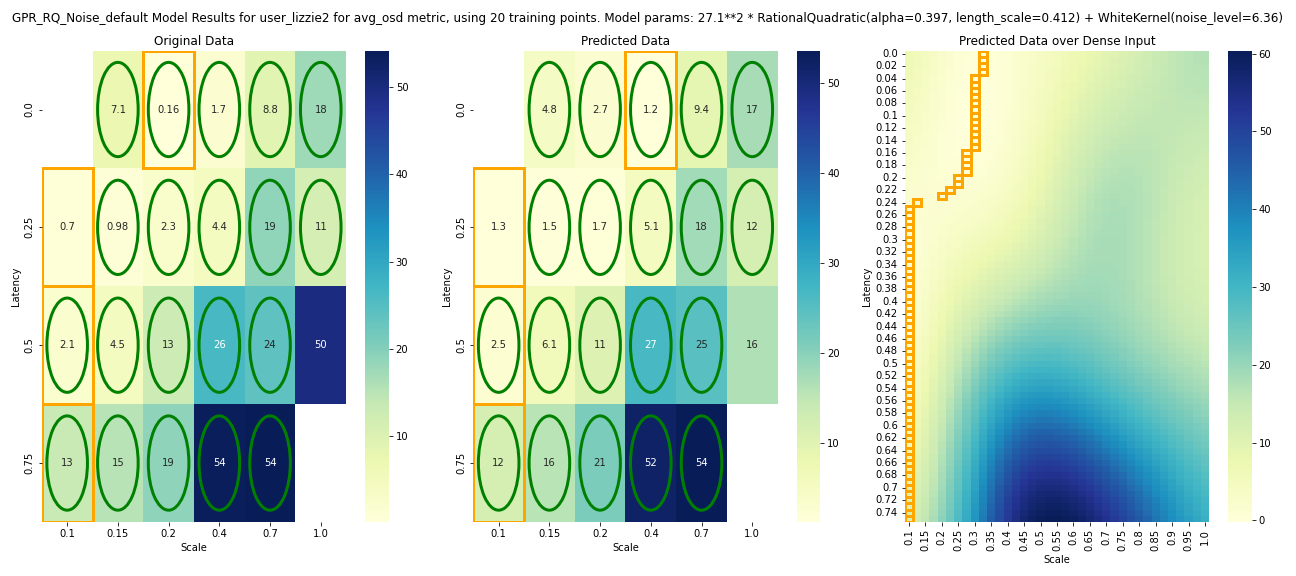 GPR_RQ_Noise_default Model Results for user_lizzie2 for avg_osd metric, using 20 training points. Model params: 27.1**2 * RationalQuadratic(alpha=0.397, length_scale=0.412) + WhiteKernel(noise_level=6.36)
Original Data
0.0 7.1 0.16 1.7 8.8 18
0.25 0.7 0.98 2.3 4.4 19 11
0.5 2.1 4.5 13 26 24 50
0.75 13 15 19 54 54
0.1 0.15 0.2 0.4 0.7 1.0
Scale
Latency
50
40
30
20
10
Predicted Data
0.0 4.8 2.7 1.2 9.4 17
0.25 1.3 1.5 1.7 5.1 18 12
0.5 2.5 6.1 11 27 25 16
0.75 12 16 21 52 54
0.1 0.15 0.2 0.4 0.7 1.0
Scale
Latency
50
40
30
20
10
Predicted Data over Dense Input
0.0
0.02
0.04
0.06
0.08
0.1
0.12
0.14
0.16
0.18
0.2
0.22
0.24
0.26
0.28
0.3
0.32
0.34
0.36
0.38
0.4
0.42
0.44
0.46
0.48
0.5
0.52
0.54
0.56
0.58
0.6
0.62
0.64
0.66
0.68
0.7
0.72
0.74
0.1 0.15 0.2 0.25 0.3 0.35 0.4 0.45 0.5 0.55 0.6 0.65 0.7 0.75 0.8 0.85 0.9 0.95 1.0
Scale
Latency
60
50
40
30
20
10
0